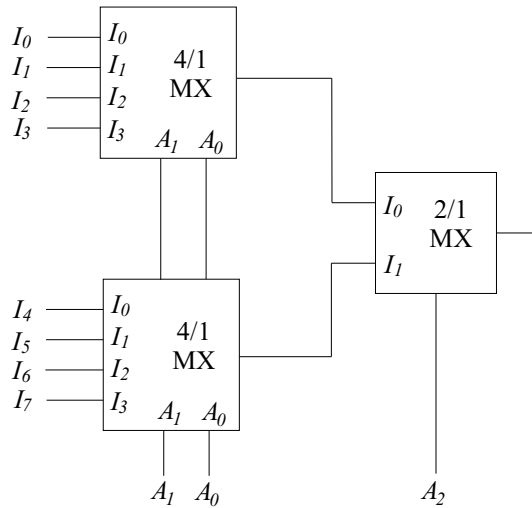 I₀ I₀
I₁ I₁ 4/1
I₂ I₂ MX
I₃ I₃
A₁ A₀
I₀ 2/1
MX
I₁
I₄ I₀
I₅ I₁ 4/1
I₆ I₂ MX
I₇ I₃
A₁ A₀
A₁ A₀ A₂